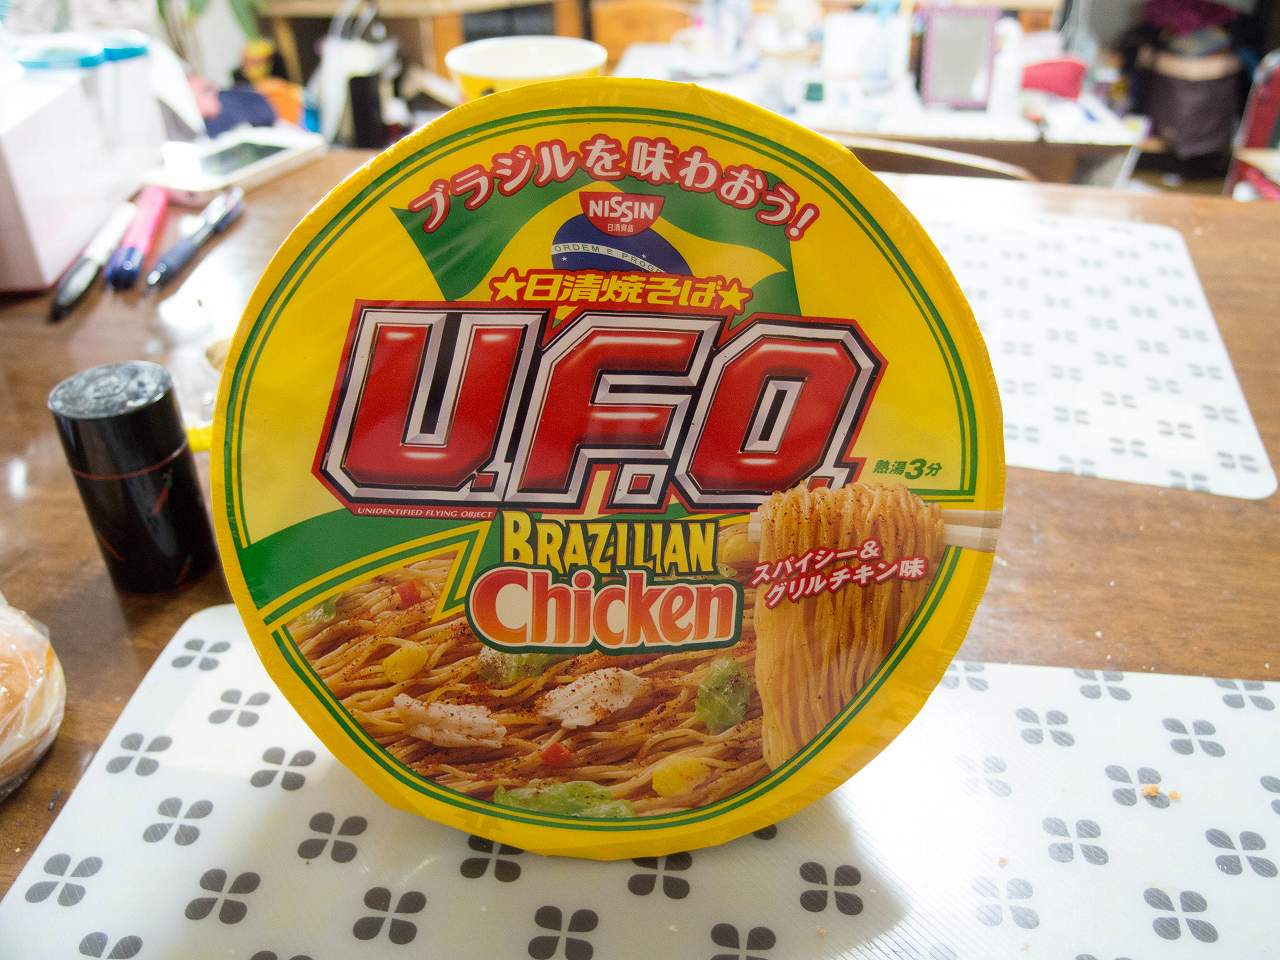 ブラジルを味わおう!
NISSIN
日清食品
ORDEM E PROG
★日清焼そば★
U.F.O.
UNIDENTIFIED FLYING OBJECT
熱湯3分
BRAZILIAN
Chicken
スパイシー&
グリルチキン味